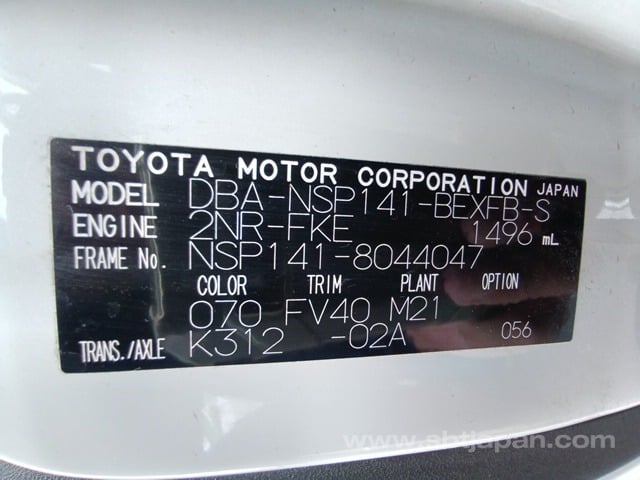 TOYOTA MOTOR CORPORATION JAPAN
MODEL DBA-NSP141-BEXFB-S
ENGINE 2NR-FKE 1496 mL
FRAME No. NSP141-8044047
COLOR TRIM PLANT OPTION
070 FV40 M21
TRANS./AXLE K312 -02A 056
www.sbtjapan.com